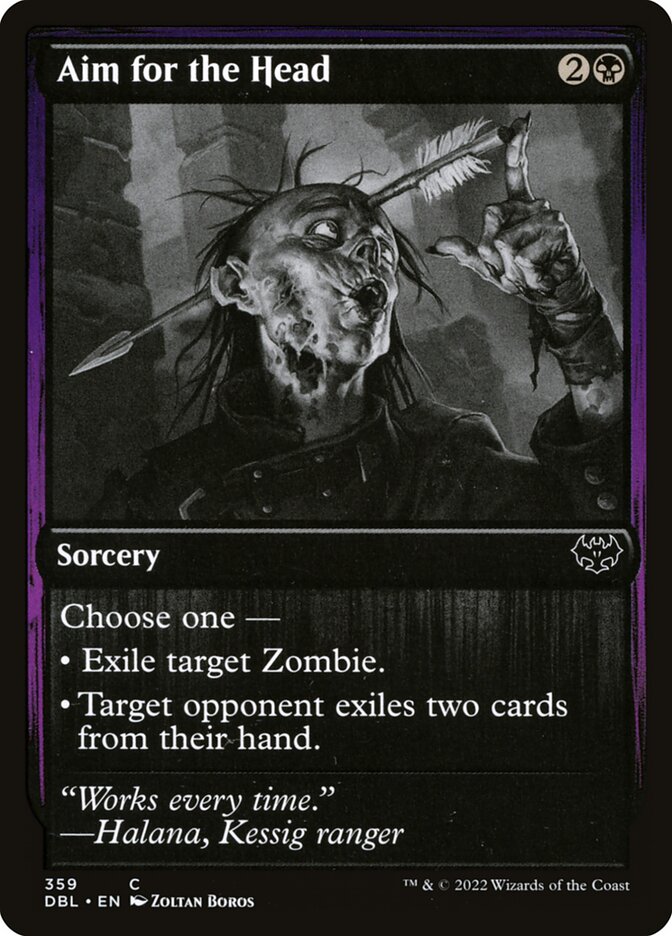 Aim for the Head
2
Sorcery
Choose one —
• Exile target Zombie.
• Target opponent exiles two cards
from their hand.
“Works every time.”
—Halana, Kessig ranger
359 C
DBL • EN Zoltan Boros
™ & © 2022 Wizards of the Coast